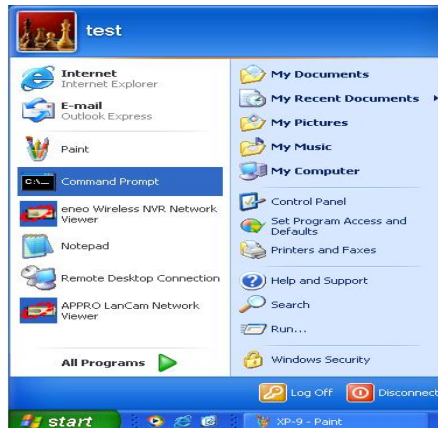 test
Internet
Internet Explorer
E-mail
Outlook Express
Paint
C:\_
Command Prompt
eneo Wireless NVR Network
Viewer
Notepad
Remote Desktop Connection
APPRO LanCam Network
Viewer
All Programs
My Documents
My Recent Documents
My Pictures
My Music
My Computer
Control Panel
Set Program Access and
Defaults
Printers and Faxes
Help and Support
Search
Run...
Windows Security
Log Off
Disconnect
start
XP-9 - Paint